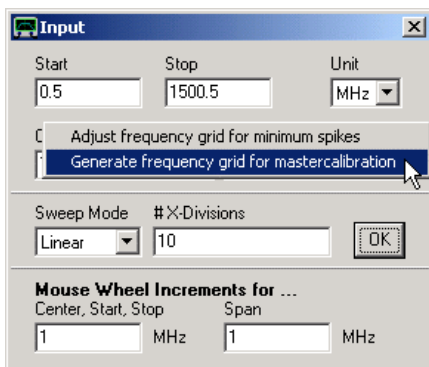 Input
Start Stop Unit
0.5 1500.5 MHz
Adjust frequency grid for minimum spikes
Generate frequency grid for mastercalibration
Sweep Mode #X-Divisions
Linear 10 OK
Mouse Wheel Increments for ...
Center, Start, Stop Span
1 MHz 1 MHz